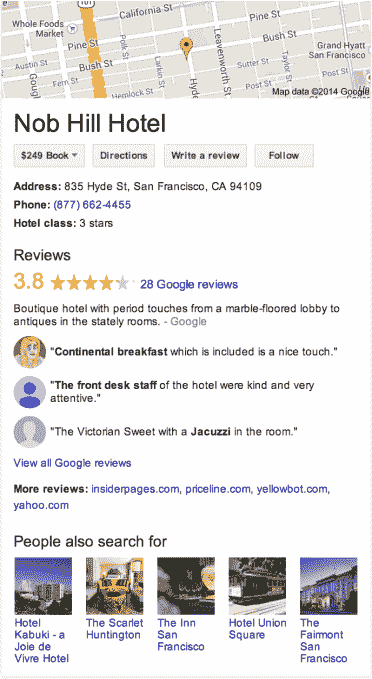 California St
Pine St
101
Whole Foods
Market
Pine St
Bush St
Polk St
Larkin St
Hyde
Leavenworth St
Bush St
Grand Hyatt
San Francisco
Austin St
Fern St
Hemlock St
Sutter St
Post St
Taylor St
Post St
Map data ©2014 Google
Nob Hill Hotel
$249 Book
Directions
Write a review
Follow
Address: 835 Hyde St, San Francisco, CA 94109
Phone: (877) 662-4455
Hotel class: 3 stars
Reviews
3.8 28 Google reviews
Boutique hotel with period touches from a marble-floored lobby to
antiques in the stately rooms. - Google
"Continental breakfast which is included is a nice touch."
"The front desk staff of the hotel were kind and very
attentive."
"The Victorian Sweet with a Jacuzzi in the room."
View all Google reviews
More reviews: insiderpages.com, priceline.com, yellowbot.com,
yahoo.com
People also search for
Hotel
Kabuki - a
Joie de
Vivre Hotel
The Scarlet
Huntington
The Inn
San
Francisco
Hotel Union
Square
The
Fairmont
San
Francisco